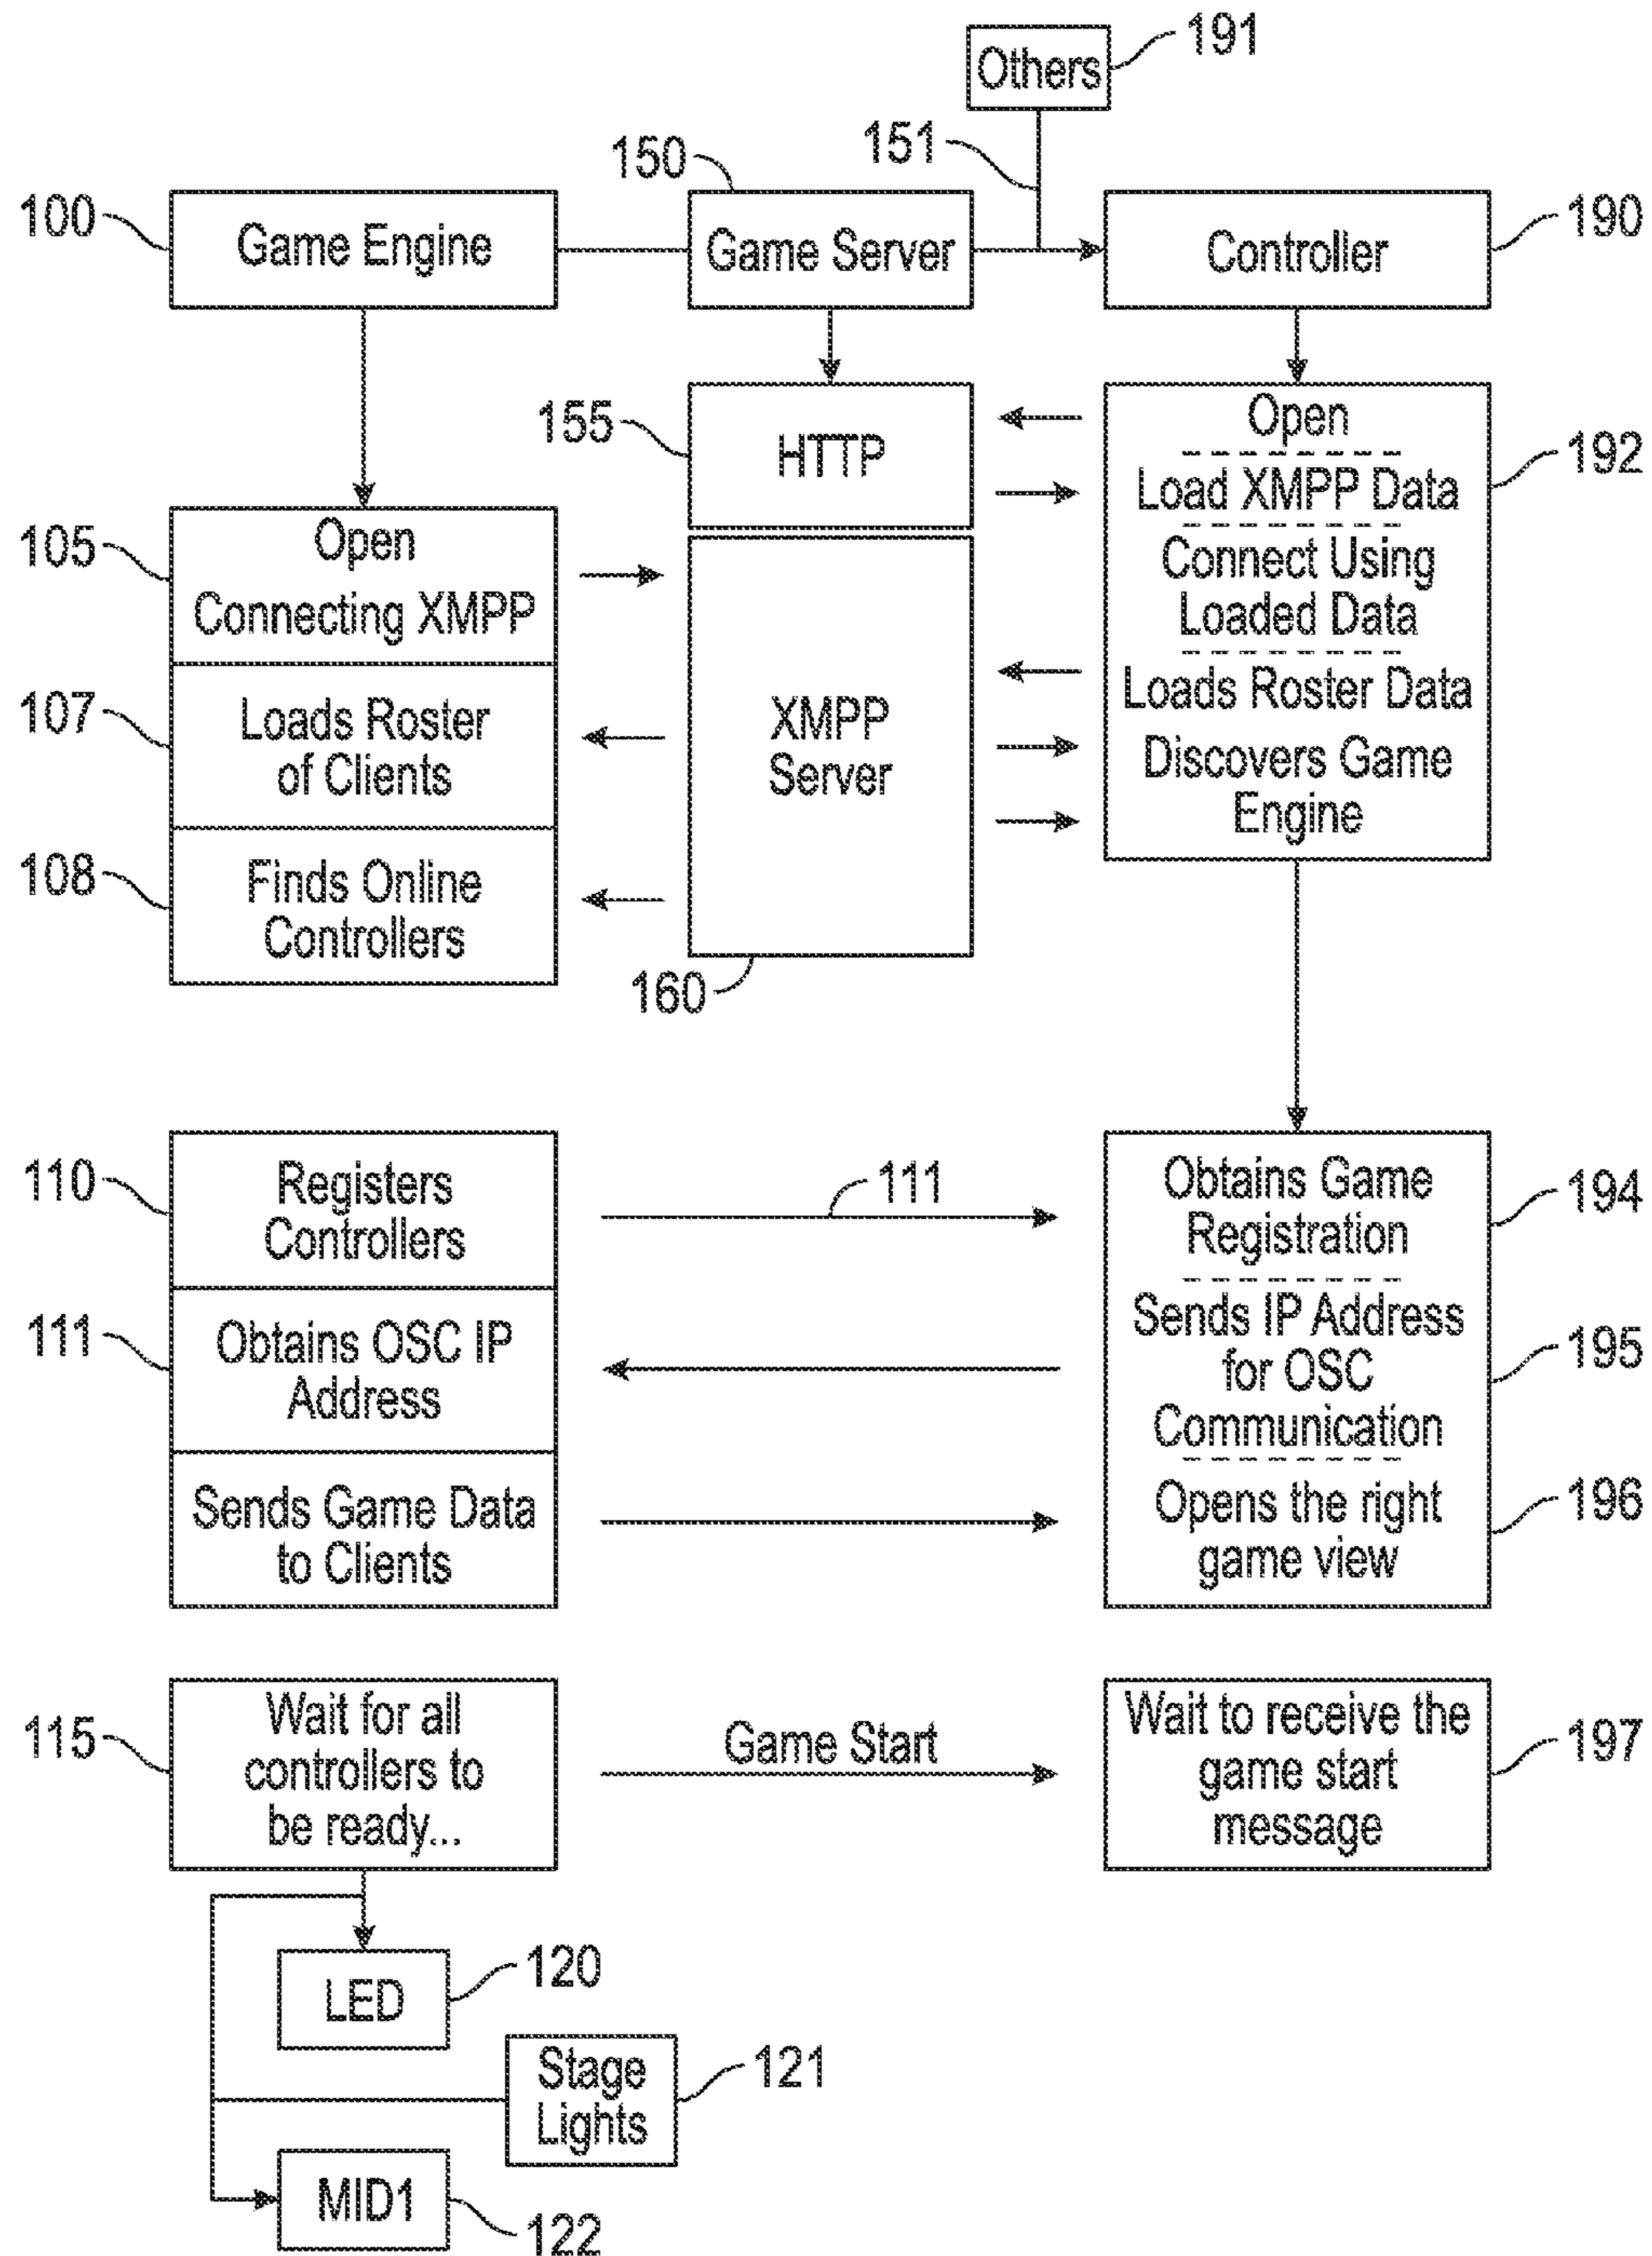 Others
191
151
150
100
Game Engine
Game Server
Controller
190
155
HTTP
Open
Load XMPP Data
Connect Using
Loaded Data
Loads Roster Data
Discovers Game
Engine
192
105
Open
Connecting XMPP
107
Loads Roster
of Clients
108
Finds Online
Controllers
XMPP
Server
160
110
Registers
Controllers
111
Obtains Game
Registration
194
111
Obtains OSC IP
Address
Sends IP Address
for OSC
Communication
195
Sends Game Data
to Clients
Opens the right
game view
196
115
Wait for all
controllers to
be ready...
Game Start
Wait to receive the
game start
message
197
LED
120
Stage
Lights
121
MID1
122